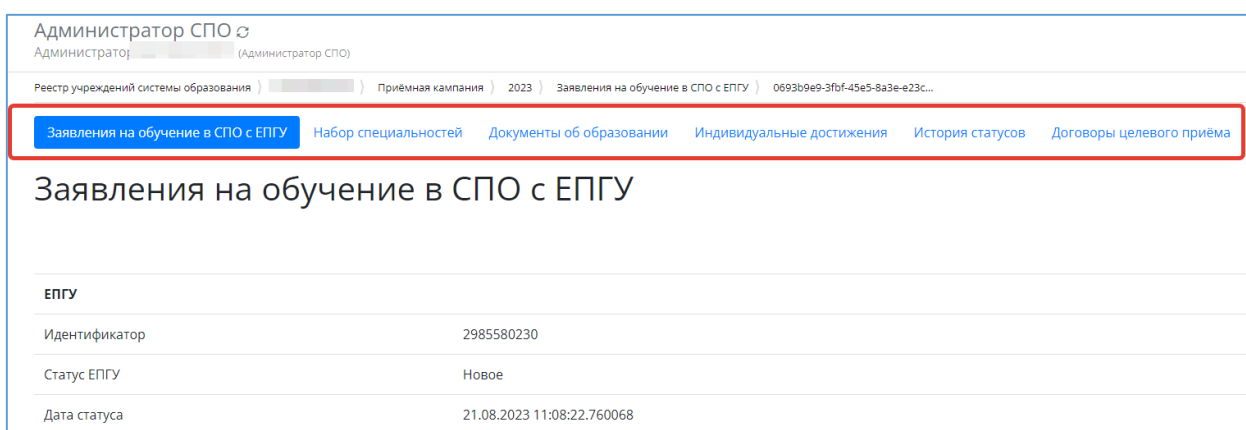 Администратор СПО
Администратор (Администратор СПО)
Реестр учреждений системы образования 〉 〉 Приёмная кампания 〉 2023 〉 Заявления на обучение в СПО с ЕПГУ 〉 0693b9e9-3fbf-45e5-8a3e-e23c...
Заявления на обучение в СПО с ЕПГУ Набор специальностей Документы об образовании Индивидуальные достижения История статусов Договоры целевого приёма
Заявления на обучение в СПО с ЕПГУ
ЕПГУ
Идентификатор 2985580230
Статус ЕПГУ Новое
Дата статуса 21.08.2023 11:08:22.760068